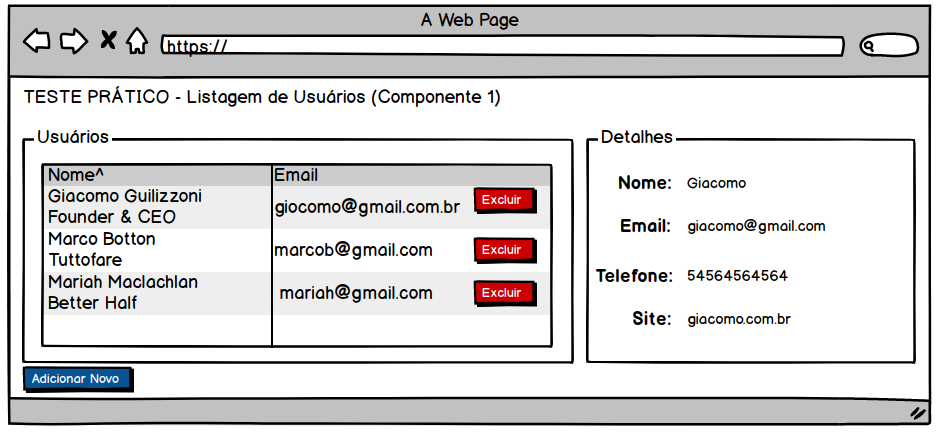 A Web Page
https://
TESTE PRÁTICO - Listagem de Usuários (Componente 1)
Usuários
Nome^ Email
Giacomo Guilizzoni
Founder & CEO
giocomo@gmail.com.br
Excluir
Marco Botton
Tuttofare
marcob@gmail.com
Excluir
Mariah Maclachlan
Better Half
mariah@gmail.com
Excluir
Adicionar Novo
Detalhes
Nome: Giacomo
Email: giacomo@gmail.com
Telefone: 54564564564
Site: giacomo.com.br